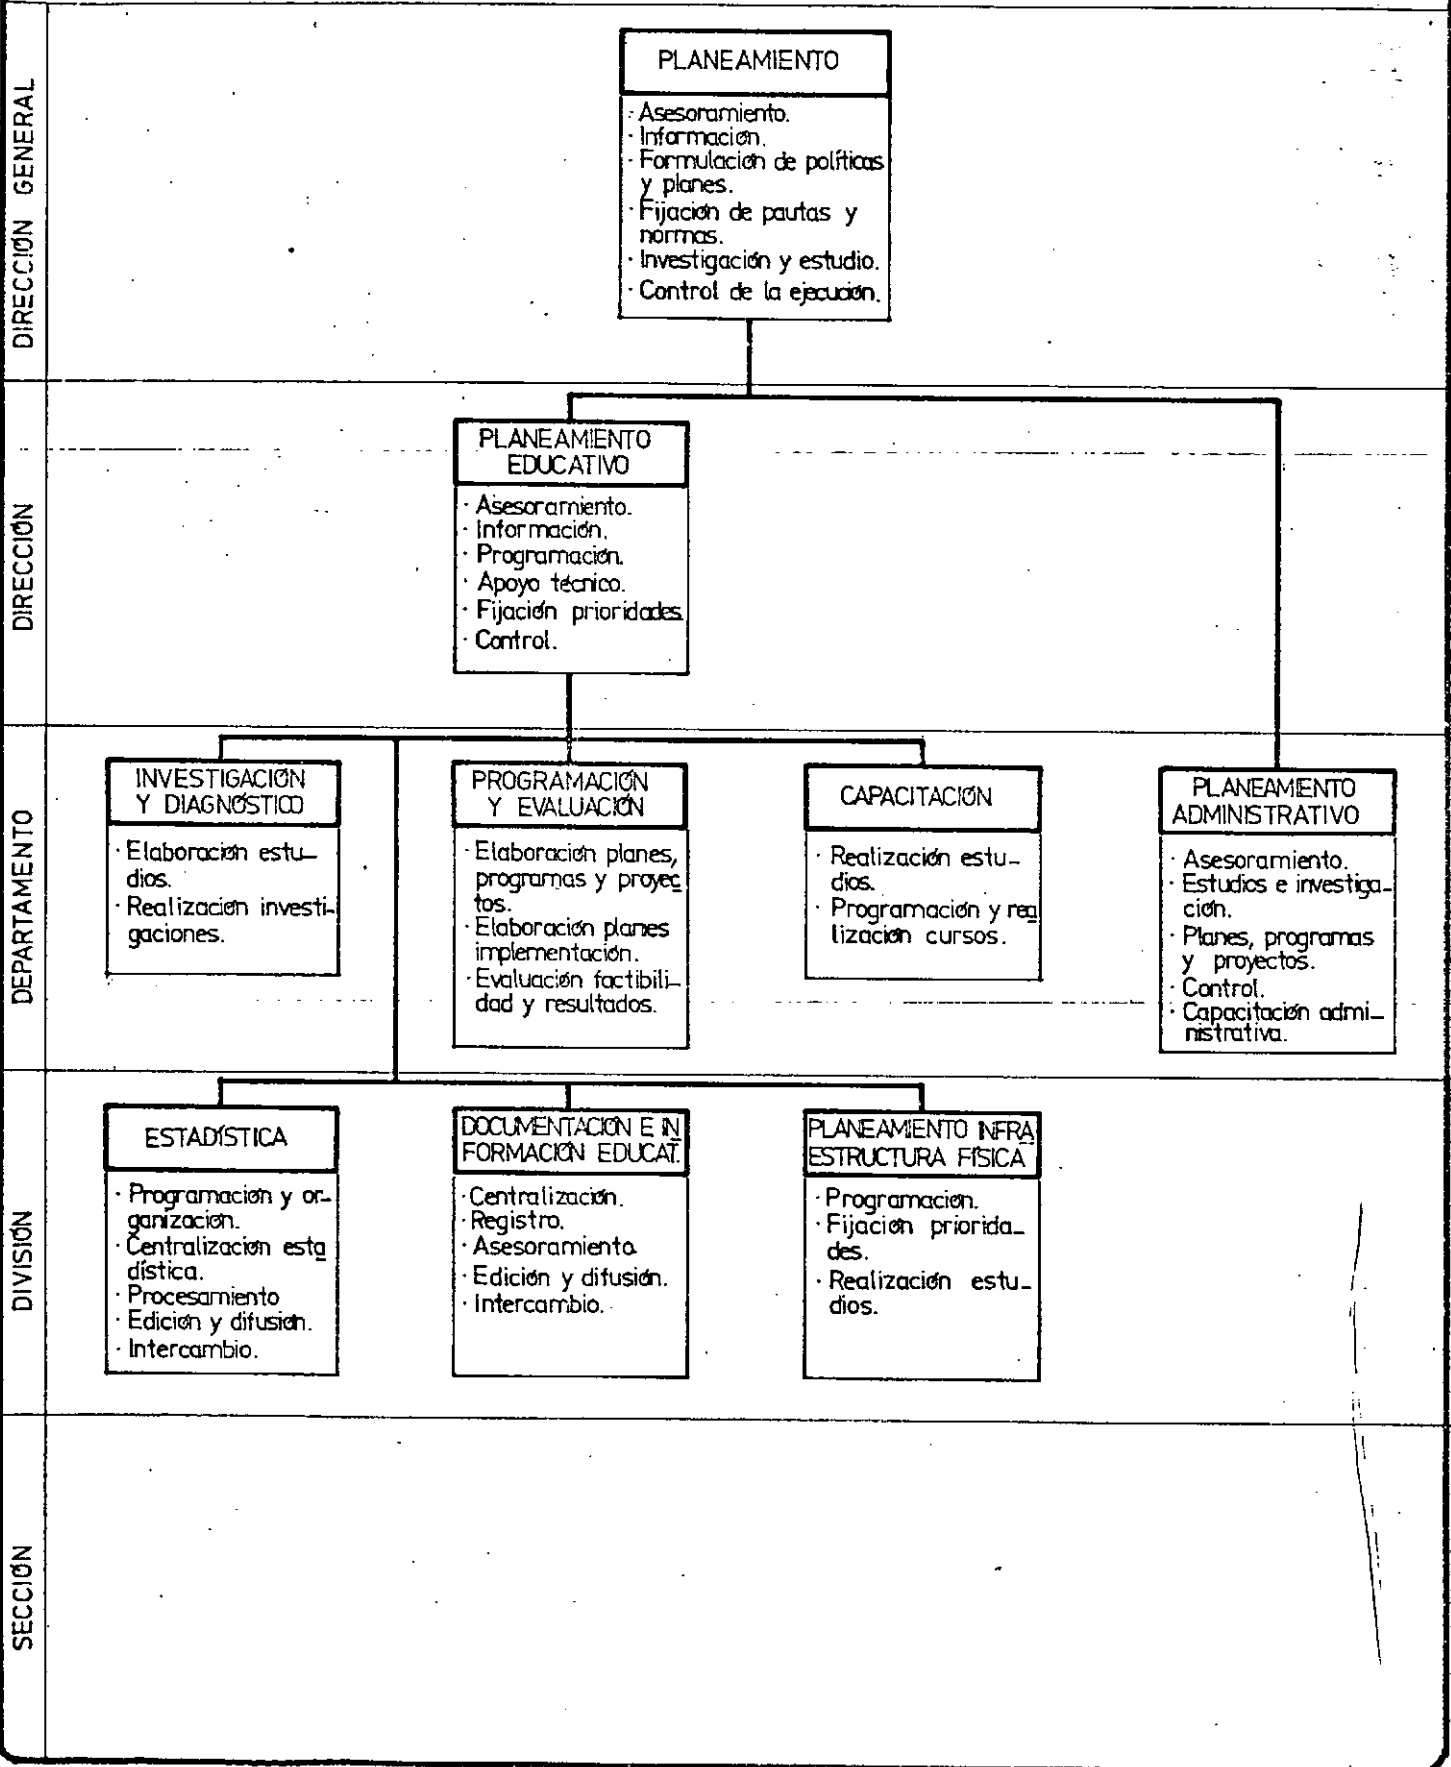 DIRECCIÓN GENERAL
PLANEAMIENTO
· Asesoramiento.
· Información.
· Formulación de políticas
y planes.
· Fijación de pautas y
normas.
· Investigación y estudio.
· Control de la ejecución.
DIRECCIÓN
PLANEAMIENTO
EDUCATIVO
· Asesoramiento.
· Información.
· Programación.
· Apoyo técnico.
· Fijación prioridades
· Control.
DEPARTAMENTO
INVESTIGACIÓN
Y DIAGNÓSTICO
· Elaboración estu-
dios.
· Realización investi-
gaciones.
PROGRAMACIÓN
Y EVALUACIÓN
· Elaboración planes,
programas y proyec
tos.
· Elaboración planes
implementación.
· Evaluación factibili-
dad y resultados.
CAPACITACIÓN
· Realización estu-
dios.
· Programación y rea
lización cursos.
PLANEAMIENTO
ADMINISTRATIVO
· Asesoramiento.
· Estudios e investiga-
ción.
· Planes, programas
y proyectos.
· Control.
· Capacitación admi-
nistrativa.
DIVISIÓN
ESTADÍSTICA
· Programación y or-
ganización.
· Centralización esta
dística.
· Procesamiento
· Edición y difusión.
· Intercambio.
DOCUMENTACIÓN E IN
FORMACIÓN EDUCAT.
· Centralización.
· Registro.
· Asesoramiento
· Edición y difusión.
· Intercambio.
PLANEAMIENTO INFRA
ESTRUCTURA FÍSICA
· Programación.
· Fijación priorida-
des.
· Realización estu-
dios.
SECCIÓN